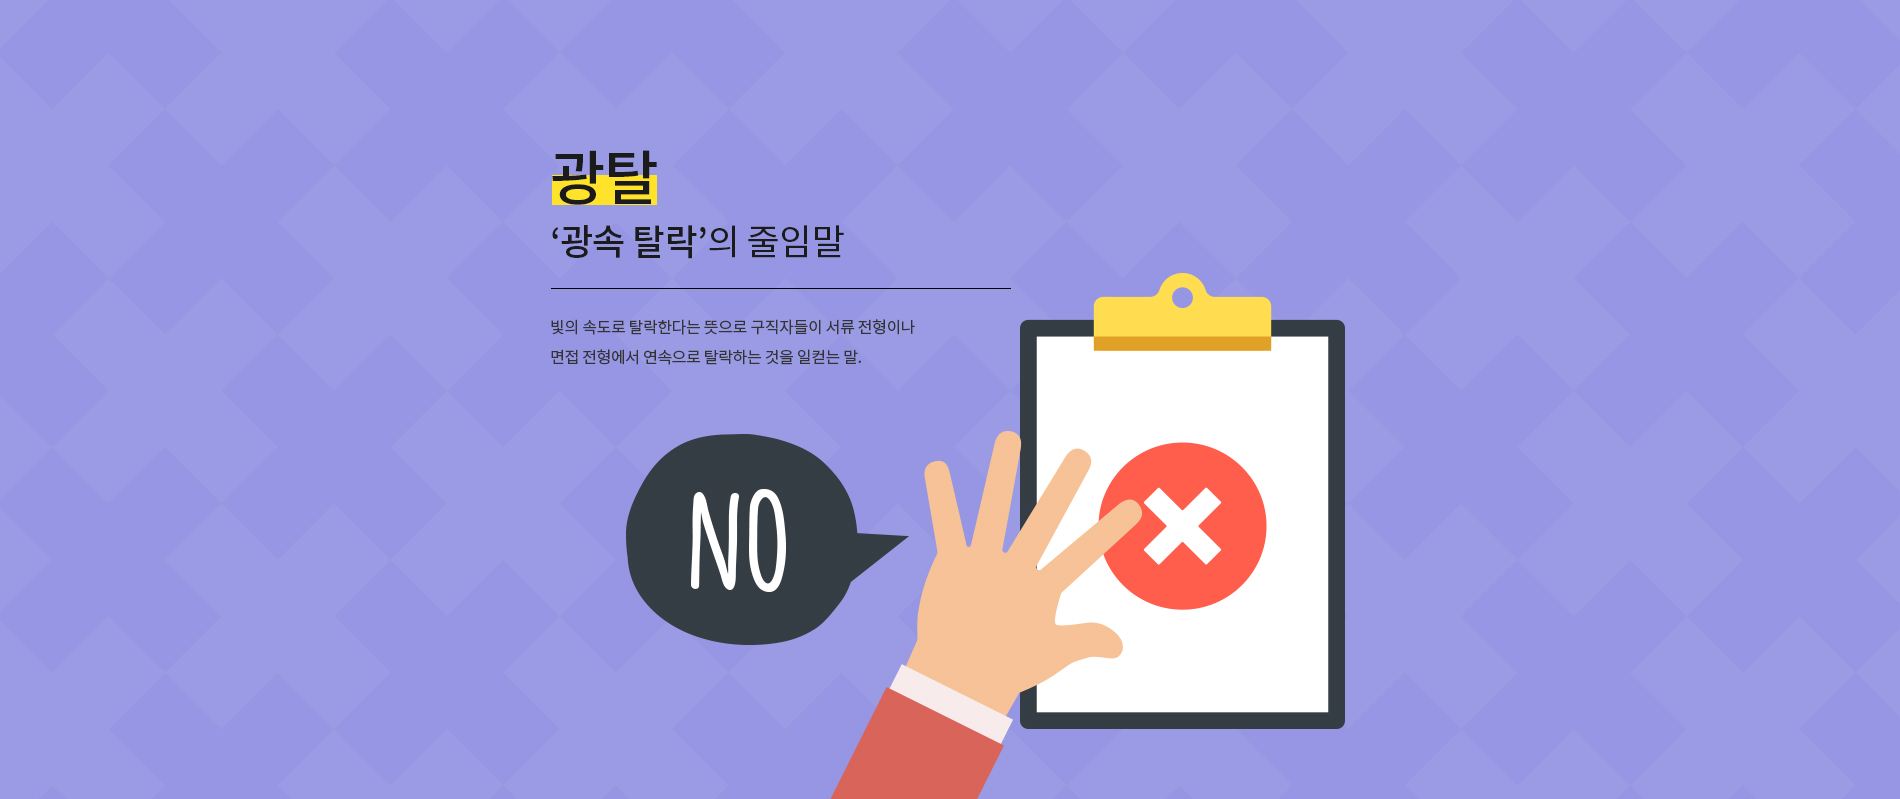 광탈
‘광속 탈락’의 줄임말
빛의 속도로 탈락한다는 뜻으로 구직자들이 서류 전형이나
면접 전형에서 연속으로 탈락하는 것을 일컫는 말.
NO